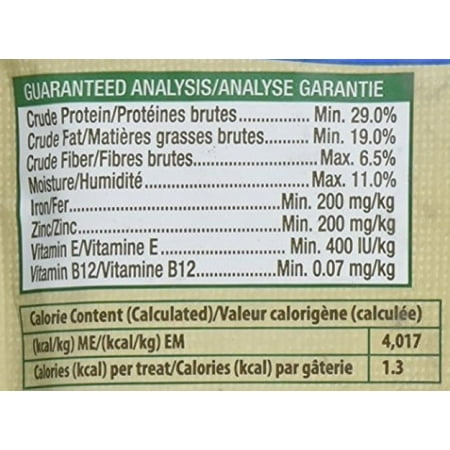 GUARANTEED ANALYSIS/ANALYSE GARANTIE
Crude Protein/Protéines brutes................ Min. 29.0%
Crude Fat/Matières grasses brutes......... Min. 19.0%
Crude Fiber/Fibres brutes......................... Max. 6.5%
Moisture/Humidité................................. Max. 11.0%
Iron/Fer.........................................Min. 200 mg/kg
Zinc/Zinc.......................................Min. 200 mg/kg
Vitamin E/Vitamine E.......................Min. 400 IU/kg
Vitamin B12/Vitamine B12................Min. 0.07 mg/kg
Calorie Content (Calculated)/Valeur calorigène (calculée)
(kcal/kg) ME/(kcal/kg) EM 4,017
Calories (kcal) per treat/Calories (kcal) par gâterie 1.3